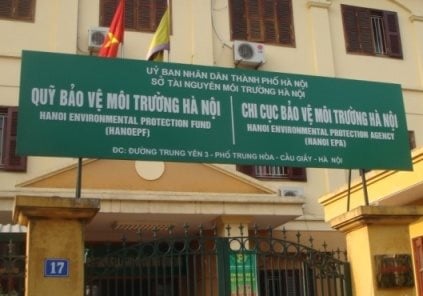 UỶ BAN NHÂN DÂN THÀNH PHỐ HÀ NỘI
SỞ TÀI NGUYÊN MÔI TRƯỜNG HÀ NỘI
QUỸ BẢO VỆ MÔI TRƯỜNG HÀ NỘI
HANOI ENVIRONMENTAL PROTECTION FUND
(HANOEPF)
CHI CỤC BẢO VỆ MÔI TRƯỜNG HÀ NỘI
HANOI ENVIRONMENTAL PROTECTION AGENCY
(HANOI EPA)
ĐC: ĐƯỜNG TRUNG YÊN 3 - PHỐ TRUNG HÒA - CẦU GIẤY - HÀ NỘI
17